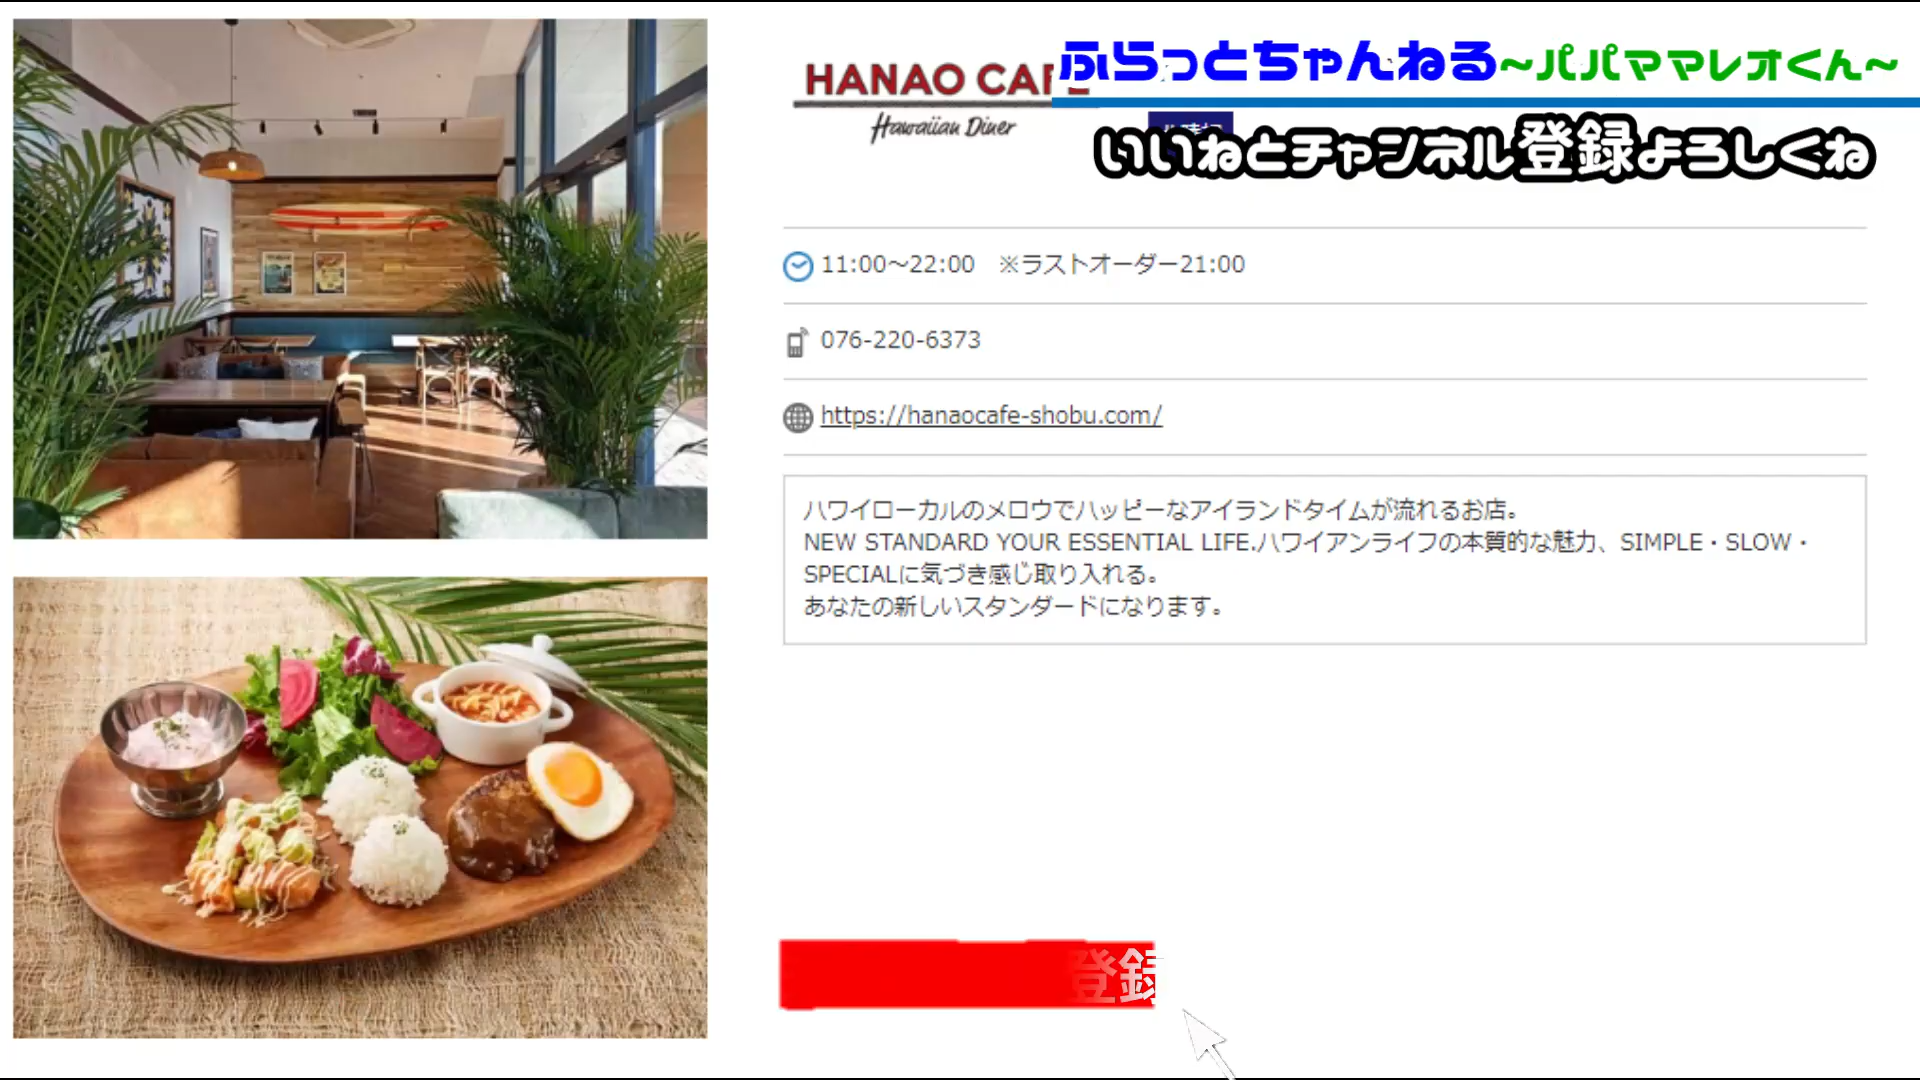 HANAO CAFE
Hawaiian Diner
ふらっとちゃんねる～パパママレオくん～
いいねとチャンネル登録よろしくね
11:00～22:00 ※ラストオーダー21:00
076-220-6373
https://hanaocafe-shobu.com/
ハワイローカルのメロウでハッピーなアイランドタイムが流れるお店。
NEW STANDARD YOUR ESSENTIAL LIFE.ハワイアンライフの本質的な魅力、SIMPLE・SLOW・
SPECIALに気づき感じ取り入れる。
あなたの新しいスタンダードになります。
登録